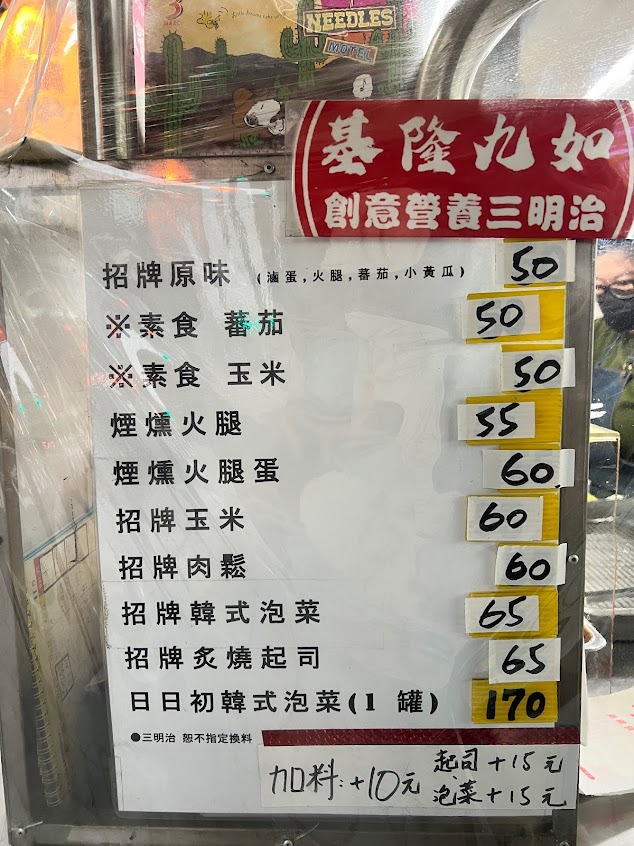 NEEDLES
MOTEL
基隆九如
創意營養三明治
招牌原味 (滷蛋,火腿,蕃茄,小黃瓜) 50
※素食 蕃茄 50
※素食 玉米 50
煙燻火腿 55
煙燻火腿蛋 60
招牌玉米 60
招牌肉鬆 60
招牌韓式泡菜 65
招牌炙燒起司 65
日日初韓式泡菜(1 罐) 170
●三明治 恕不指定換料
加料:+10元
起司+15元
泡菜+15元